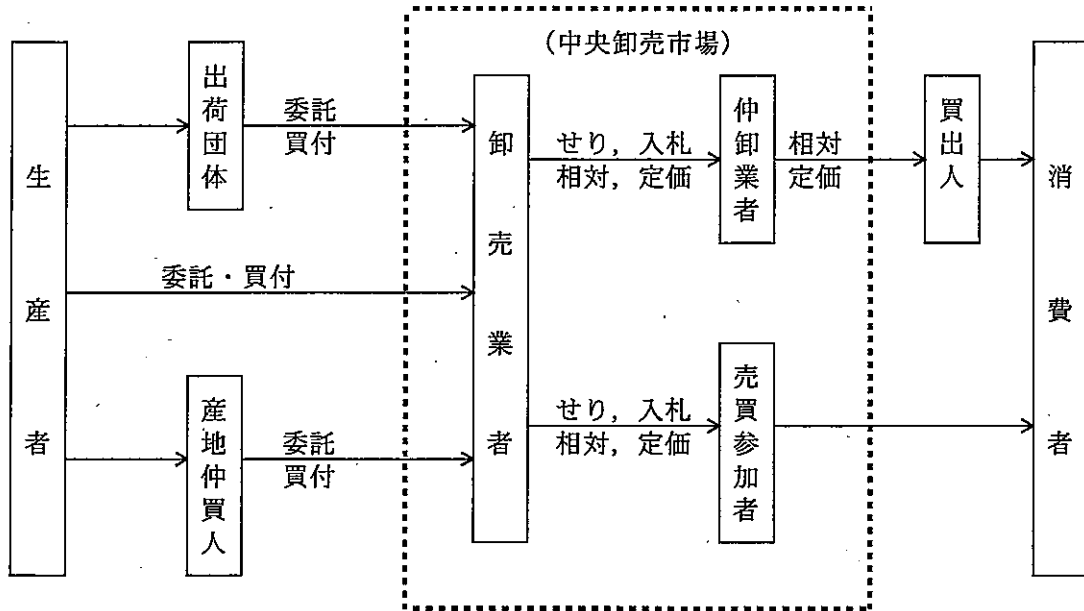 (中央卸売市場)
生産者
出荷団体
委託
買付
委託・買付
産地仲買人
委託
買付
卸売業者
せり，入札
相対，定価
仲卸業者
相対
定価
買出人
せり，入札
相対，定価
売買参加者
消費者